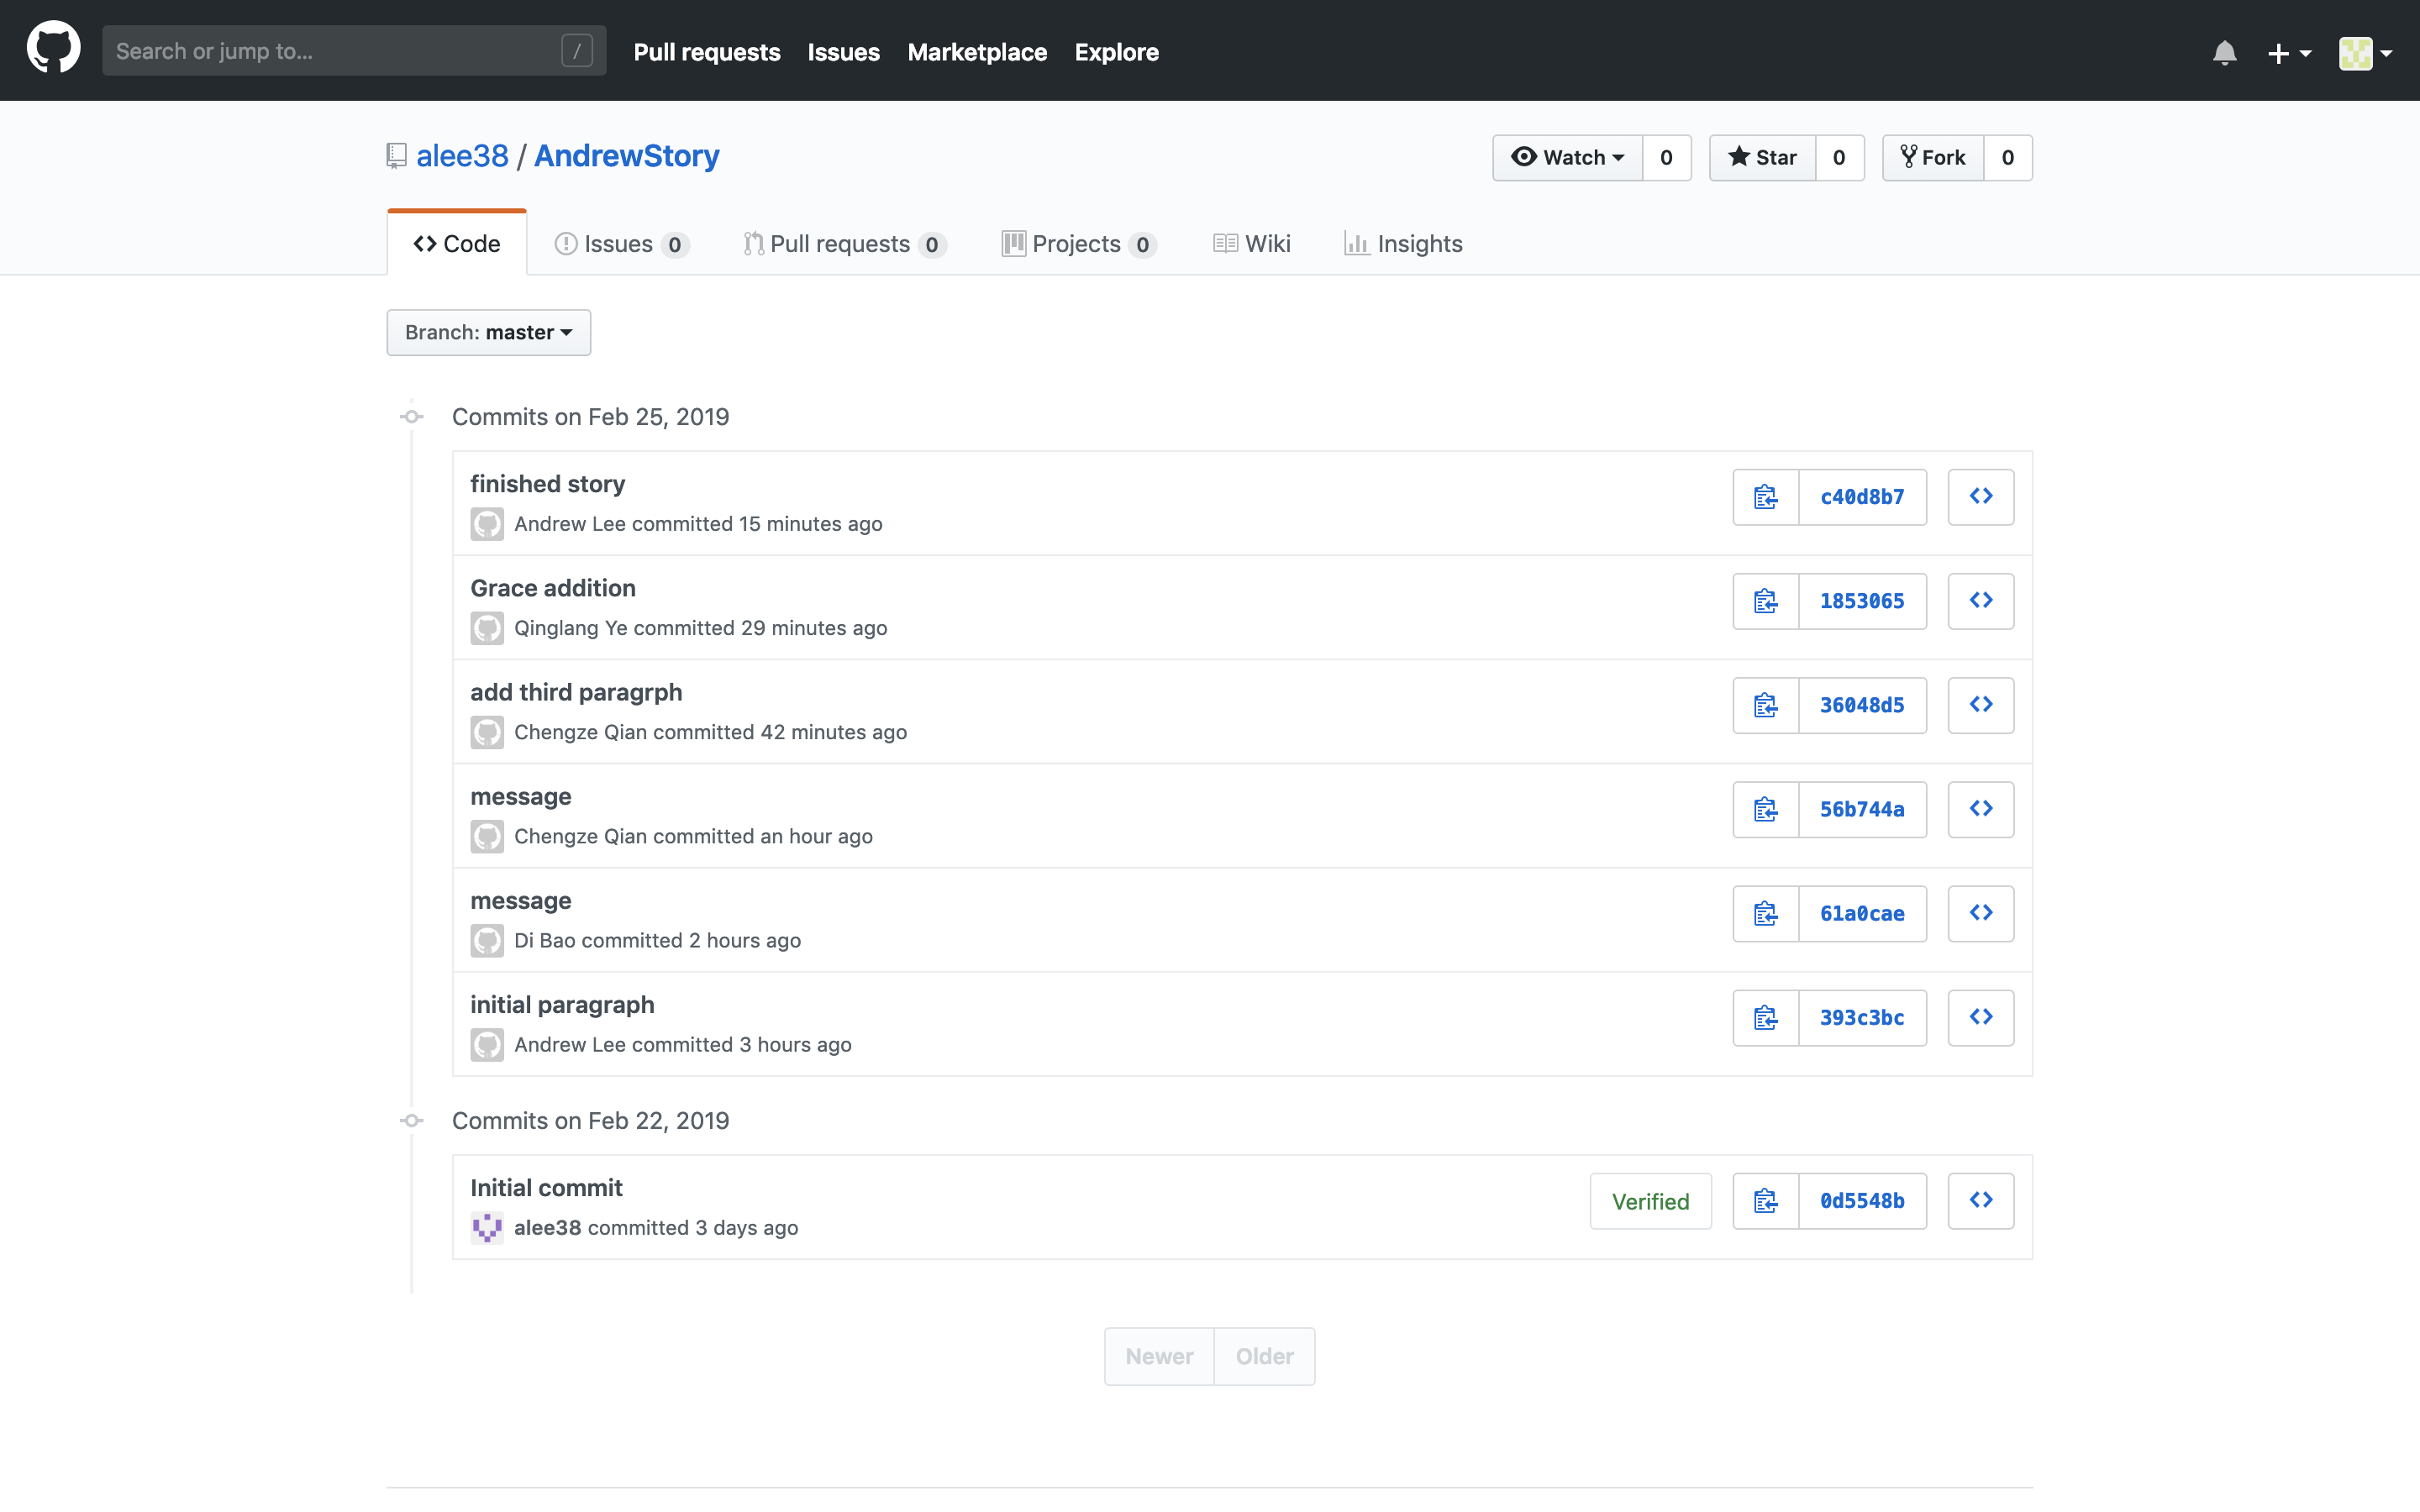 Search or jump to... /
Pull requests Issues Marketplace Explore
alee38 / AndrewStory
Watch 0 Star 0 Fork 0
Code Issues 0 Pull requests 0 Projects 0 Wiki Insights
Branch: master
Commits on Feb 25, 2019
finished story
Andrew Lee committed 15 minutes ago
c40d8b7
Grace addition
Qinglang Ye committed 29 minutes ago
1853065
add third paragrph
Chengze Qian committed 42 minutes ago
36048d5
message
Chengze Qian committed an hour ago
56b744a
message
Di Bao committed 2 hours ago
61a0cae
initial paragraph
Andrew Lee committed 3 hours ago
393c3bc
Commits on Feb 22, 2019
Initial commit
alee38 committed 3 days ago
Verified 0d5548b
Newer Older